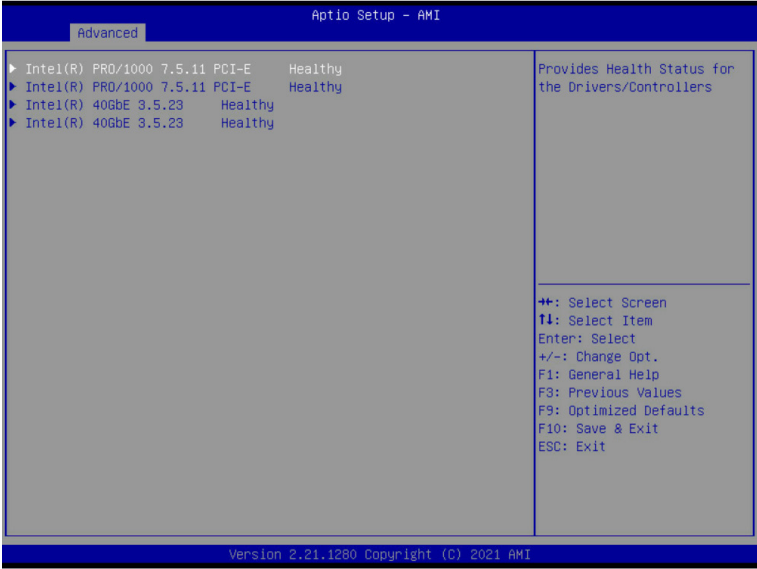 Aptio Setup – AMI
Advanced
Intel(R) PRO/1000 7.5.11 PCI-E Healthy
Intel(R) PRO/1000 7.5.11 PCI-E Healthy
Intel(R) 40GbE 3.5.23 Healthy
Intel(R) 40GbE 3.5.23 Healthy
Provides Health Status for
the Drivers/Controllers
→←: Select Screen
↑↓: Select Item
Enter: Select
+/-: Change Opt.
F1: General Help
F3: Previous Values
F9: Optimized Defaults
F10: Save & Exit
ESC: Exit
Version 2.21.1280 Copyright (C) 2021 AMI